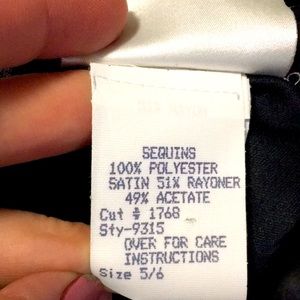 SEQUINS
100% POLYESTER
SATIN 51% RAYONER
49% ACETATE
Cut # 1768
Sty-9315
OVER FOR CARE
INSTRUCTIONS
Size 5/6